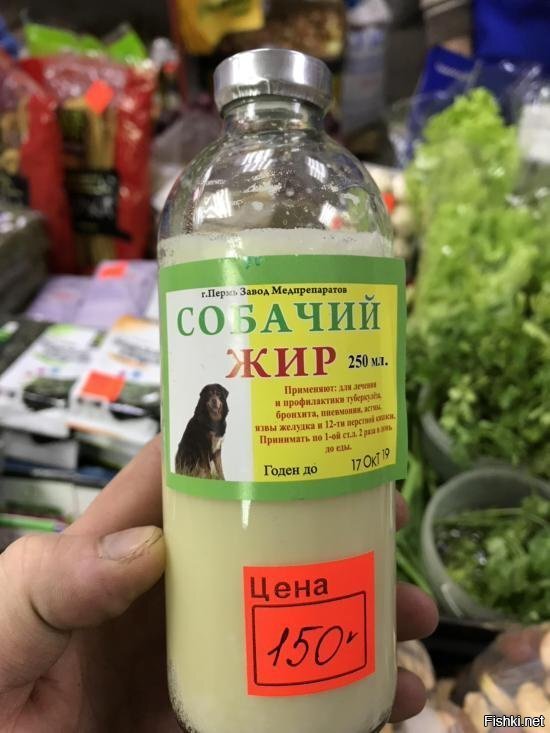 г.Пермь Завод Медпрепаратов
СОБАЧИЙ
ЖИР 250 мл.
Применяют: для лечения
и профилактики туберкулёза,
бронхита, пневмония, астмы,
язвы желудка и 12-ти перстной кишки.
Принимать по 1-ой ст.л. 2 раза в день,
до еды.
Годен до 17 Окт 19
Цена
150
Fishki.net